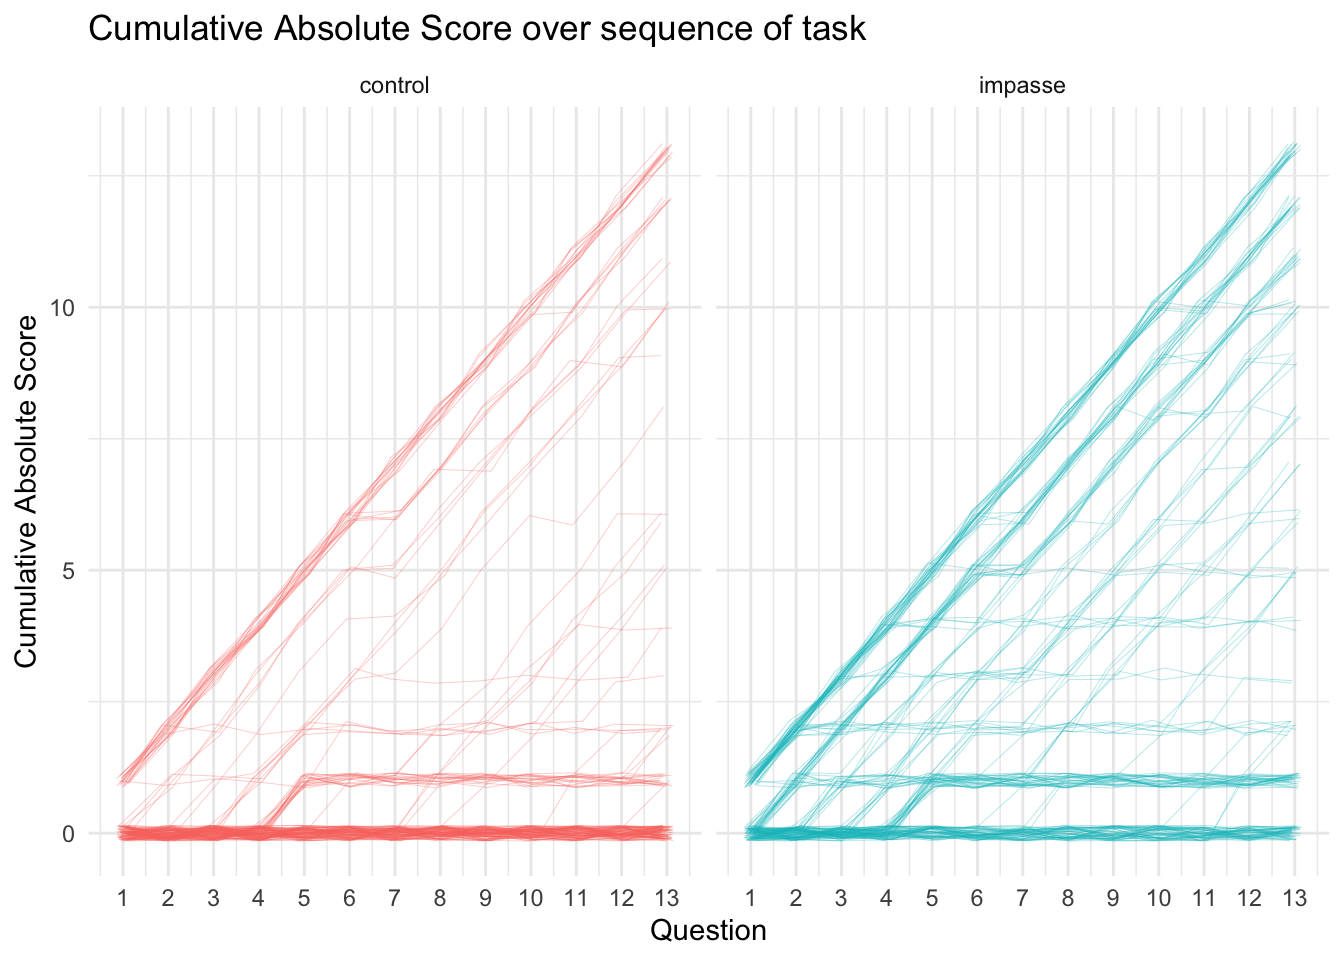 Cumulative Absolute Score over sequence of task
control impasse
Cumulative Absolute Score
10
5
0
1 2 3 4 5 6 7 8 9 10 11 12 13 1 2 3 4 5 6 7 8 9 10 11 12 13
Question